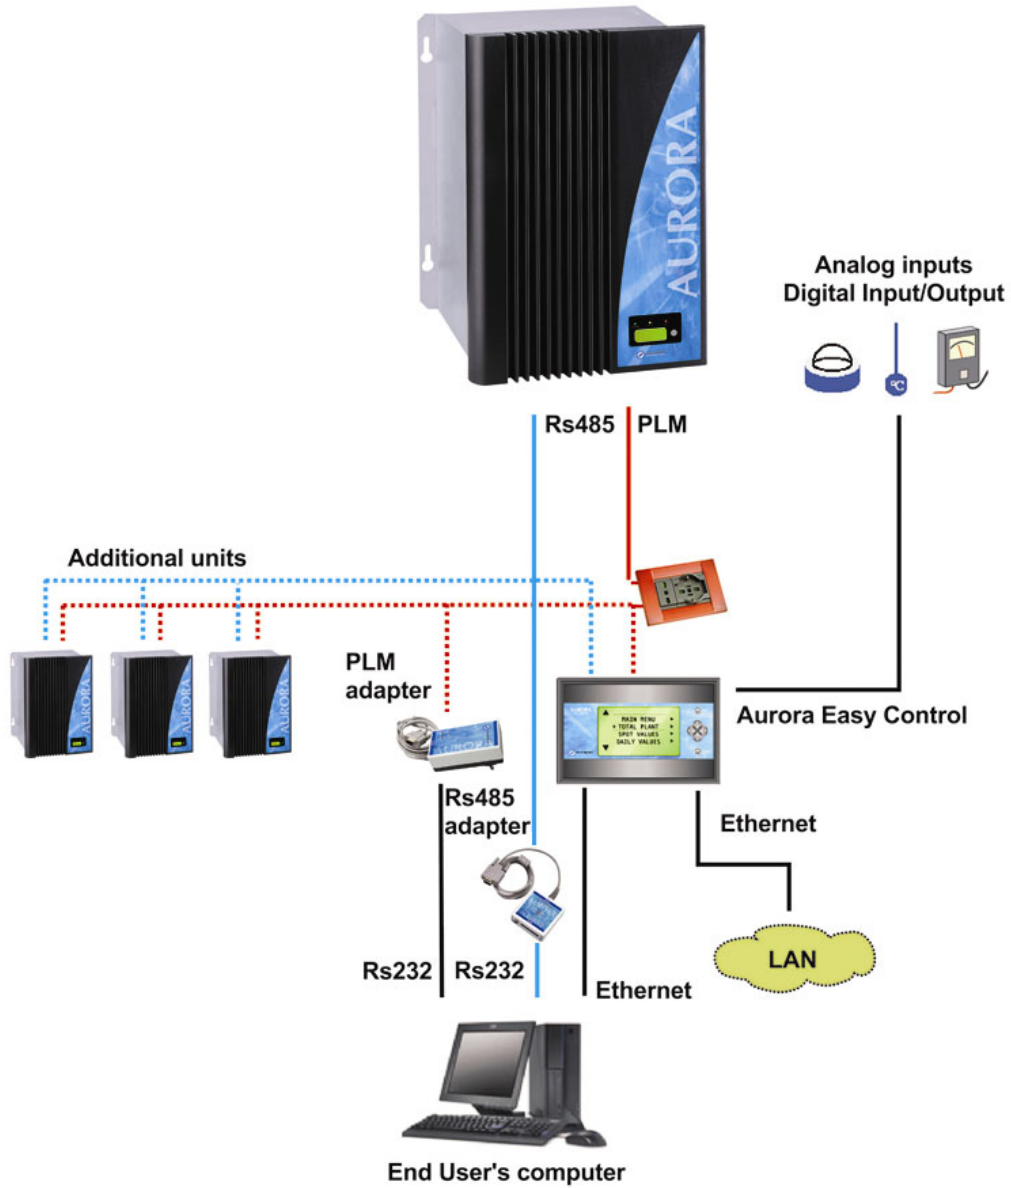 AURORA
Analog inputs
Digital Input/Output
°C
Rs485
PLM
Additional units
AURORA
AURORA
AURORA
PLM
adapter
MAIN MENU
TOTAL PLANT
SPOT VALUES
DAILY VALUES
Aurora Easy Control
Rs485
adapter
Ethernet
LAN
Rs232
Rs232
Ethernet
End User's computer